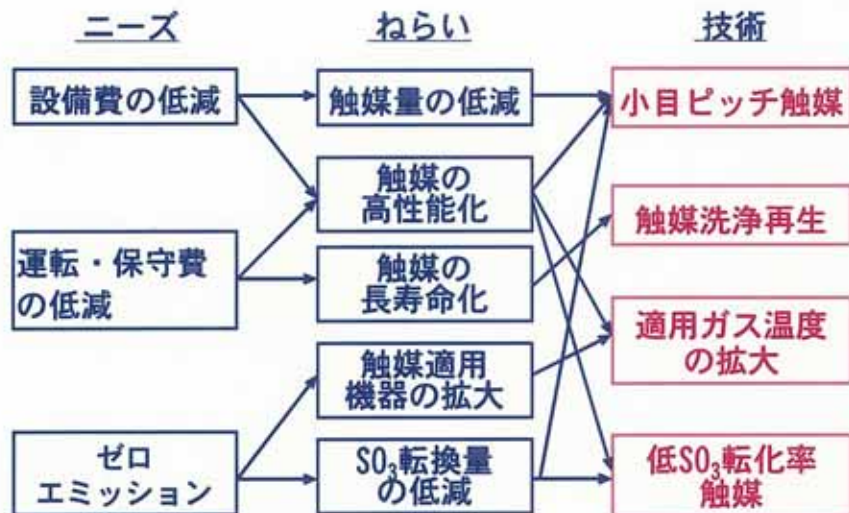 ニーズ
ねらい
技術
設備費の低減
触媒量の低減
小目ピッチ触媒
触媒の
高性能化
触媒洗浄再生
運転・保守費
の低減
触媒の
長寿命化
適用ガス温度
の拡大
触媒適用
機器の拡大
ゼロ
エミッション
SO₃転換量
の低減
低SO₃転化率
触媒